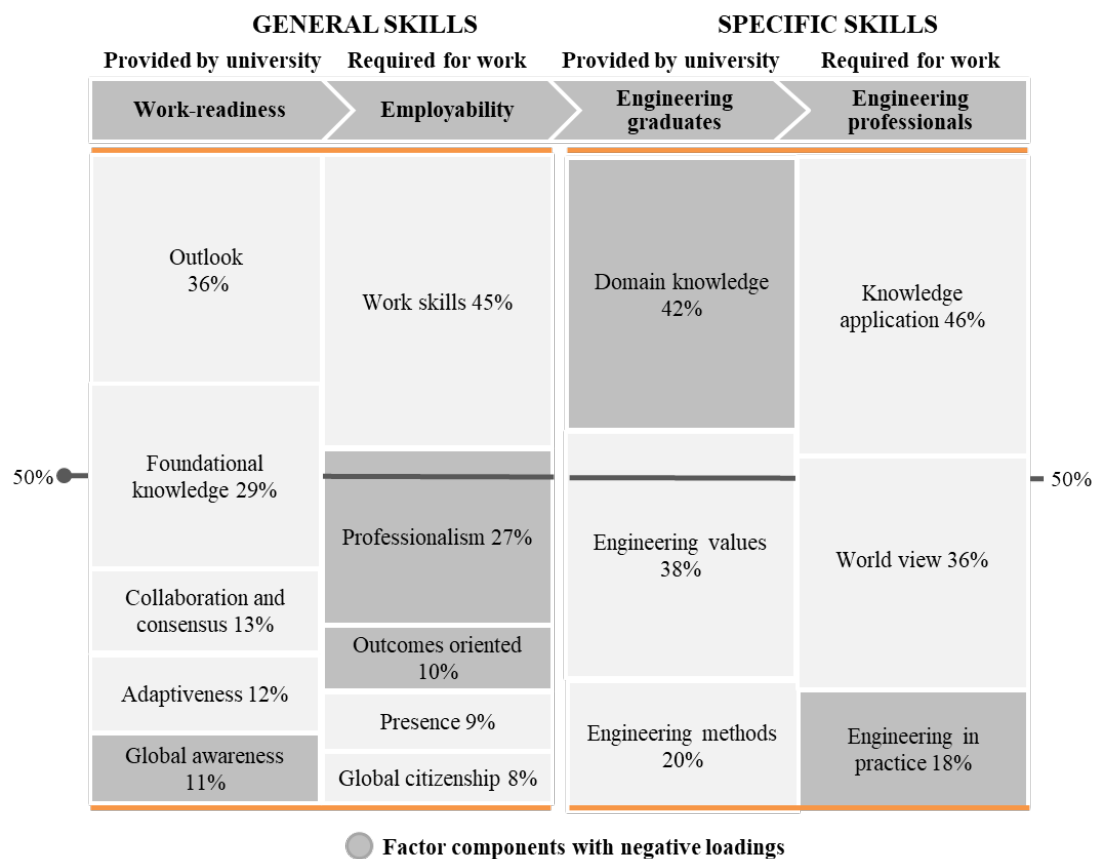 GENERAL SKILLS
SPECIFIC SKILLS
Provided by university
Required for work
Provided by university
Required for work
Work-readiness
Employability
Engineering
graduates
Engineering
professionals
Outlook
36%
Foundational
knowledge 29%
Collaboration and
consensus 13%
Adaptiveness 12%
Global awareness
11%
Work skills 45%
Professionalism 27%
Outcomes oriented
10%
Presence 9%
Global citizenship 8%
Domain knowledge
42%
Engineering values
38%
Engineering methods
20%
Knowledge
application 46%
World view 36%
Engineering in
practice 18%
50%
50%
Factor components with negative loadings